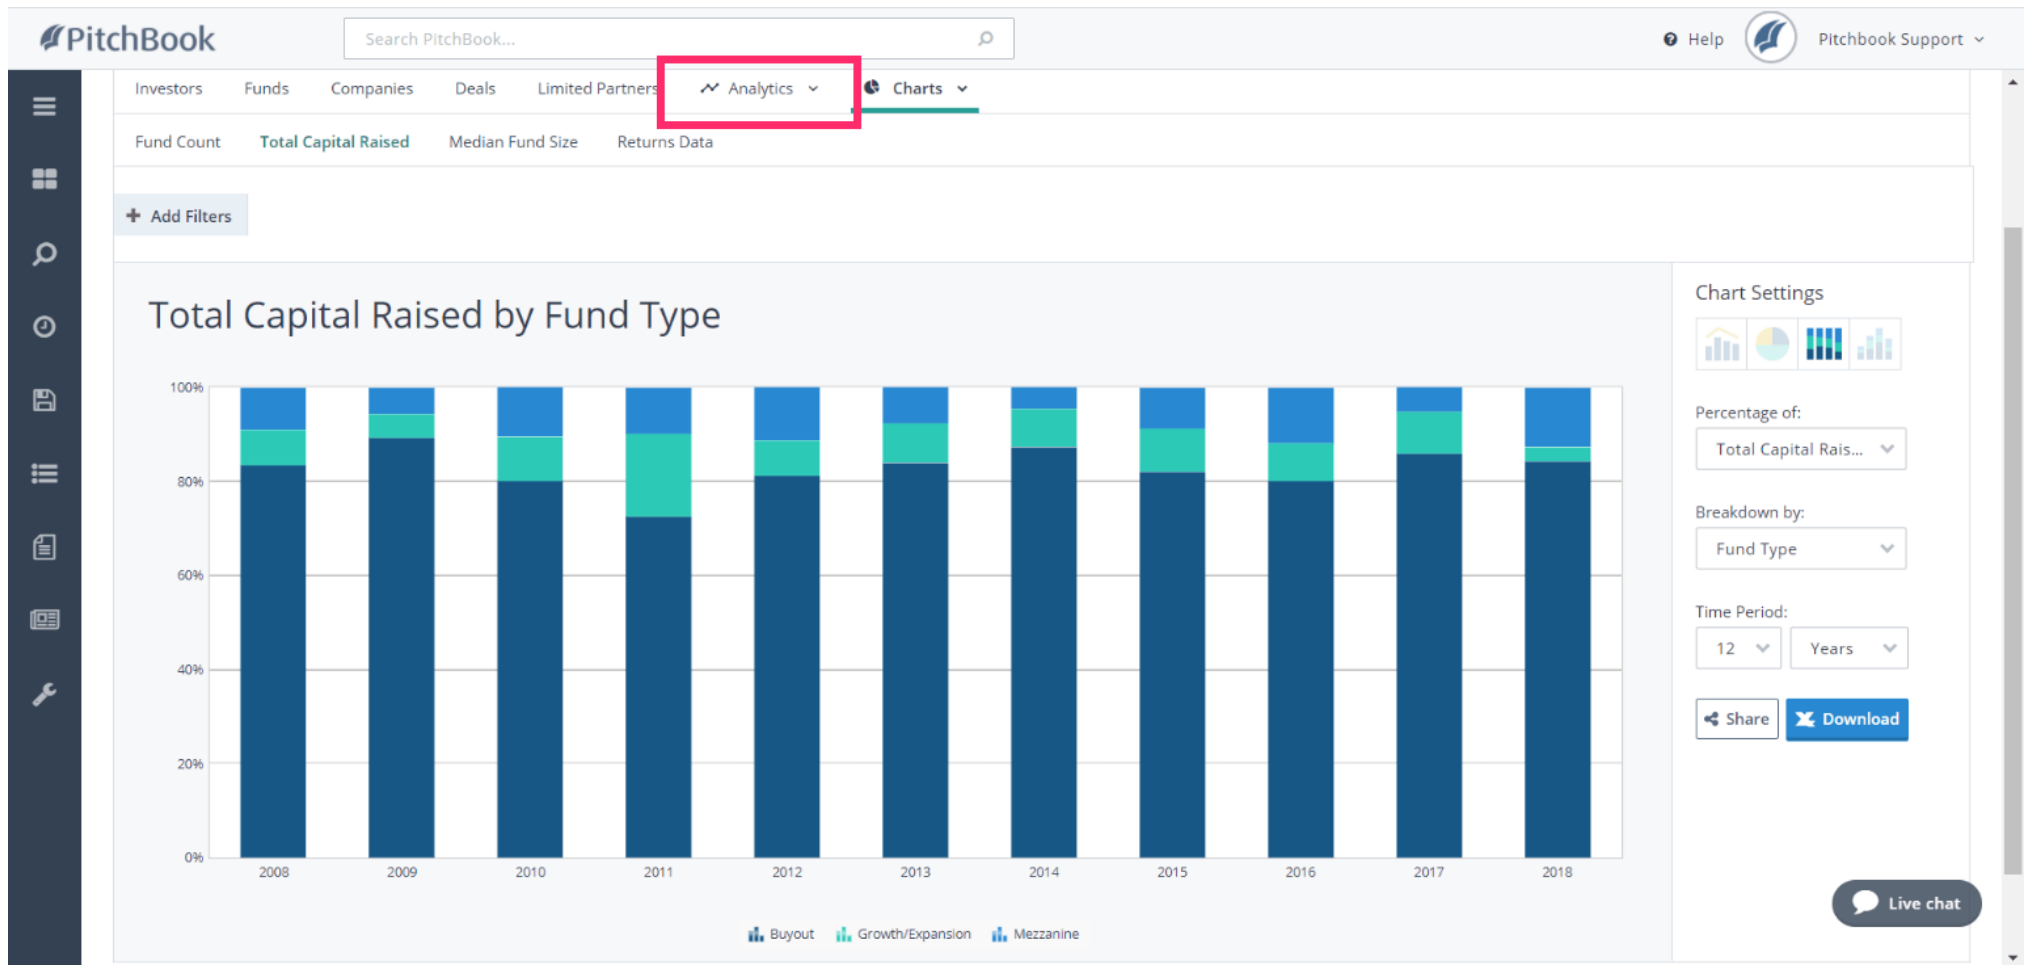 PitchBook
Search PitchBook...
Help
Pitchbook Support
Investors Funds Companies Deals Limited Partners Analytics Charts
Fund Count Total Capital Raised Median Fund Size Returns Data
+ Add Filters
Total Capital Raised by Fund Type
100%
80%
60%
40%
20%
0%
2008 2009 2010 2011 2012 2013 2014 2015 2016 2017 2018
Buyout Growth/Expansion Mezzanine
Chart Settings
Percentage of:
Total Capital Rais...
Breakdown by:
Fund Type
Time Period:
12 Years
Share Download
Live chat